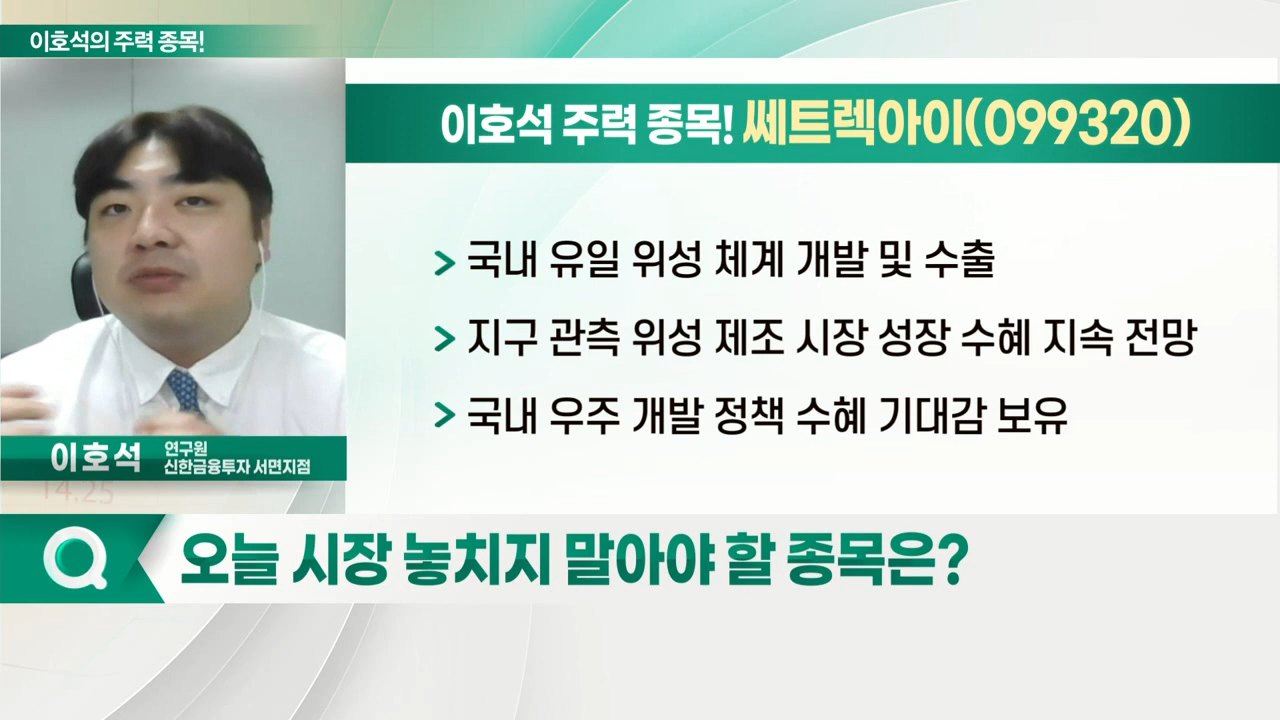 이호석의 주력 종목!
이호석 주력 종목! 쎄트렉아이(099320)
> 국내 유일 위성 체계 개발 및 수출
> 지구 관측 위성 제조 시장 성장 수혜 지속 전망
> 국내 우주 개발 정책 수혜 기대감 보유
이호석 연구원
신한금융투자 서면지점
14:25
오늘 시장 놓치지 말아야 할 종목은?